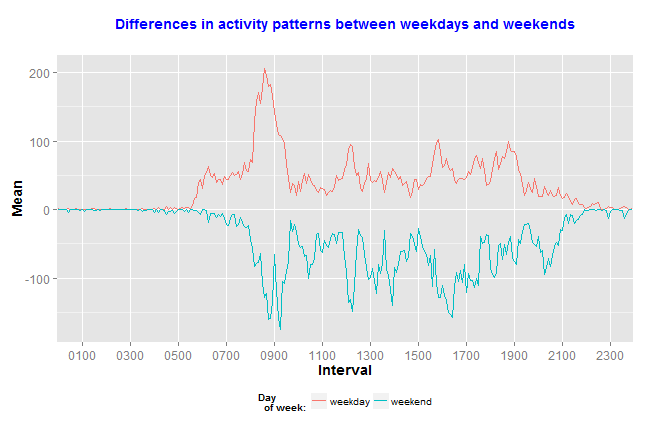 Differences in activity patterns between weekdays and weekends
Mean
200
100
0
-100
0100 0300 0500 0700 0900 1100 1300 1500 1700 1900 2100 2300
Interval
Day
of week:
weekday weekend